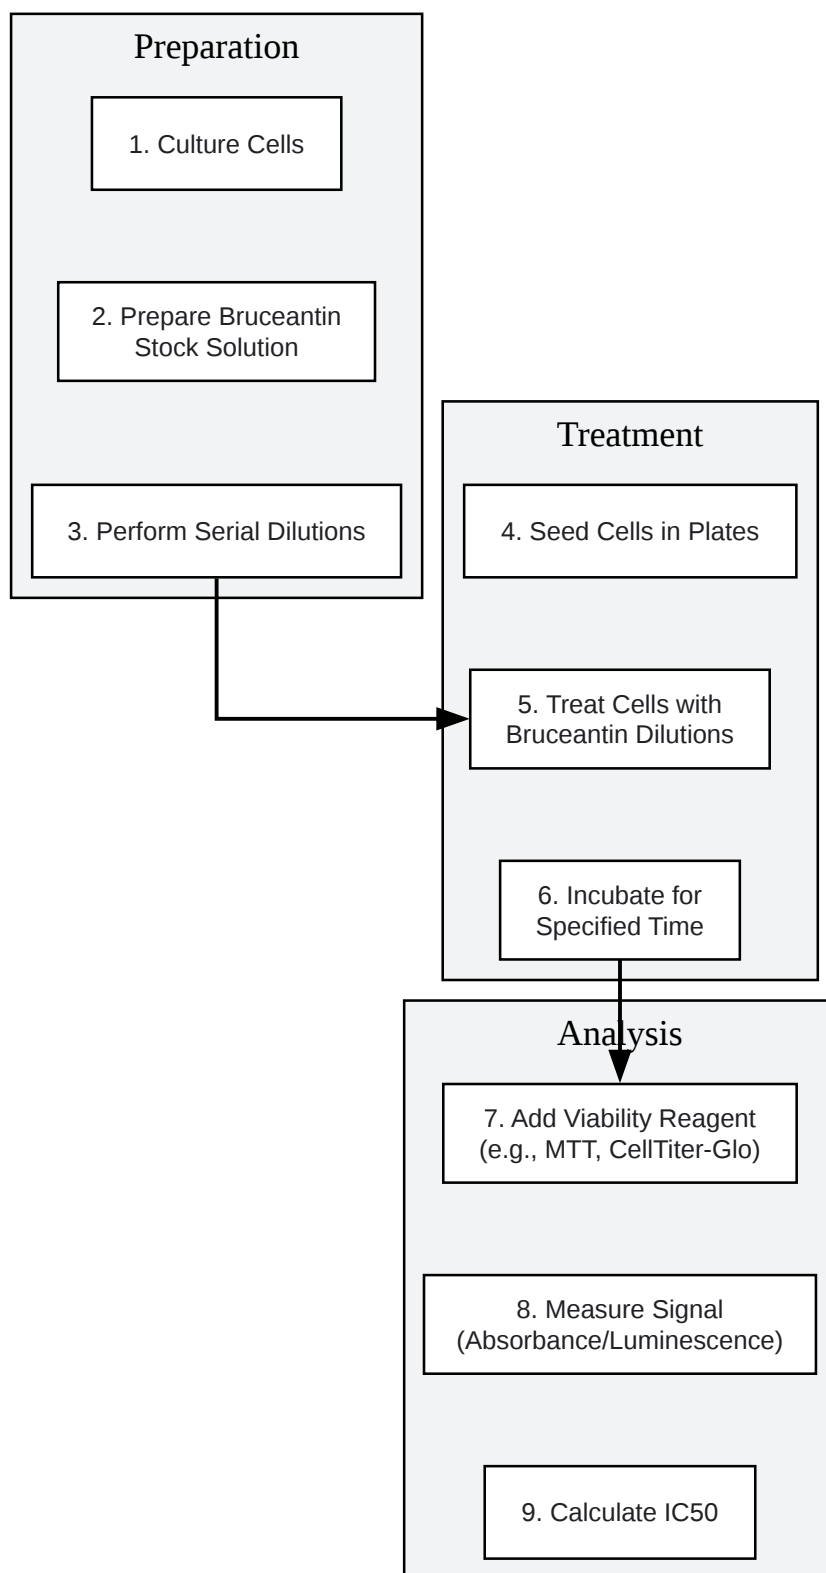 Preparation
1. Culture Cells
2. Prepare Bruceantin
Stock Solution
3. Perform Serial Dilutions
Treatment
4. Seed Cells in Plates
5. Treat Cells with
Bruceantin Dilutions
6. Incubate for
Specified Time
Analysis
7. Add Viability Reagent
(e.g., MTT, CellTiter-Glo)
8. Measure Signal
(Absorbance/Luminescence)
9. Calculate IC50